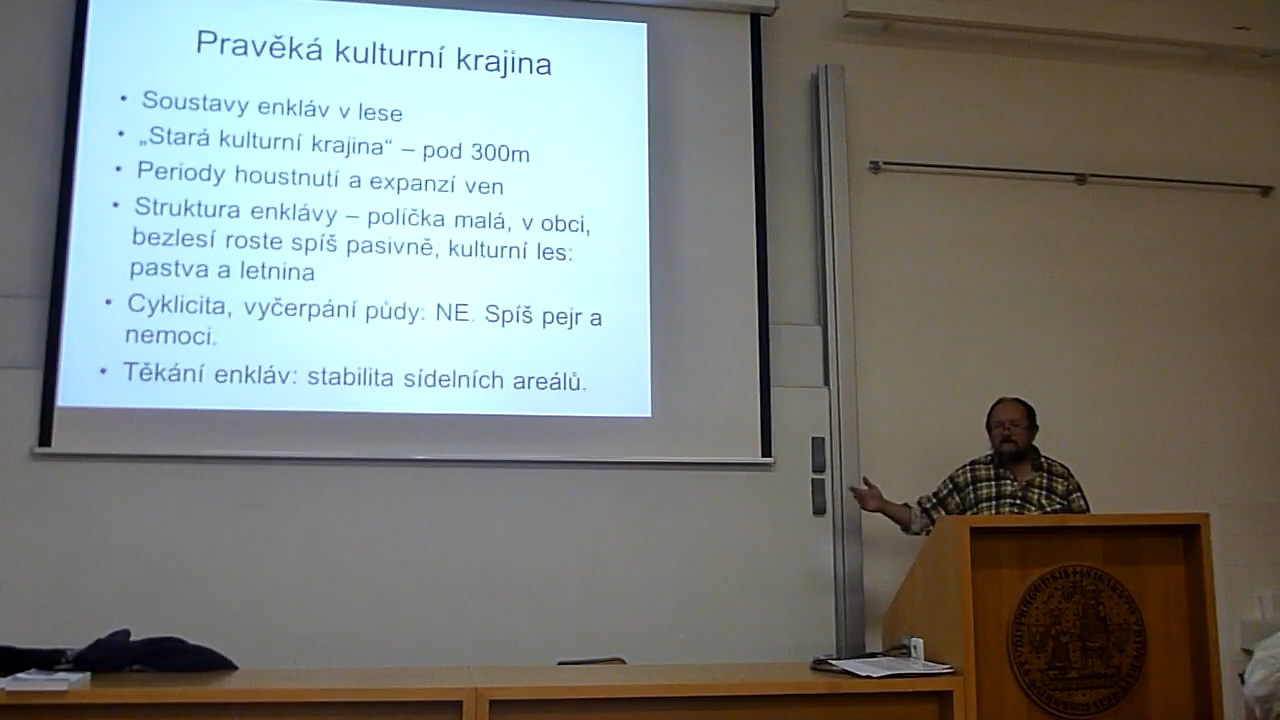 Pravěká kulturní krajina
• Soustavy enkláv v lese
• „Stará kulturní krajina“ – pod 300m
• Periody houstnutí a expanzí ven
• Struktura enklávy – políčka malá, v obci,
bezlesí roste spíš pasivně, kulturní les:
pastva a letnina
• Cyklicita, vyčerpání půdy: NE. Spíš pejr a
nemoci.
• Těkání enkláv: stabilita sídelních areálů.